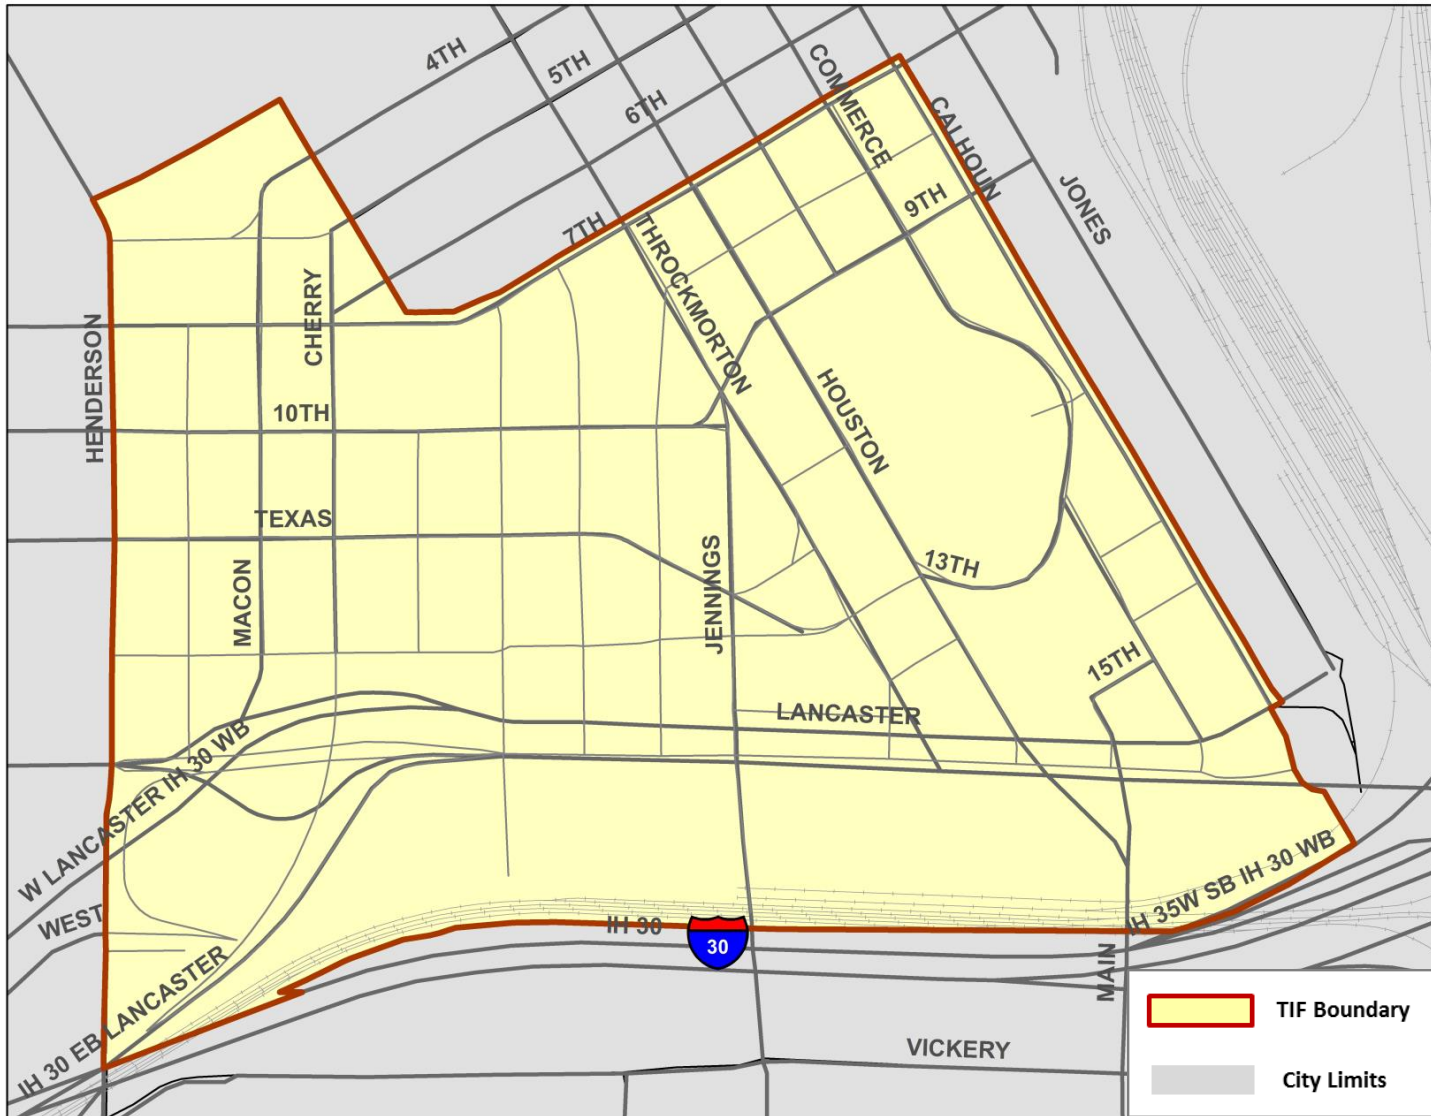 4TH
5TH
6TH
COMMERCE
CALHOUN
JONES
9TH
7TH
THROCKMORTON
CHERRY
HENDERSON
HOUSTON
10TH
TEXAS
13TH
MACON
JENNINGS
15TH
LANCASTER
W LANCASTER IH 30 WB
WEST
IH 30 EB LANCASTER
IH 30
30
IH 35W SB IH 30 WB
MAIN
VICKERY
TIF Boundary
City Limits